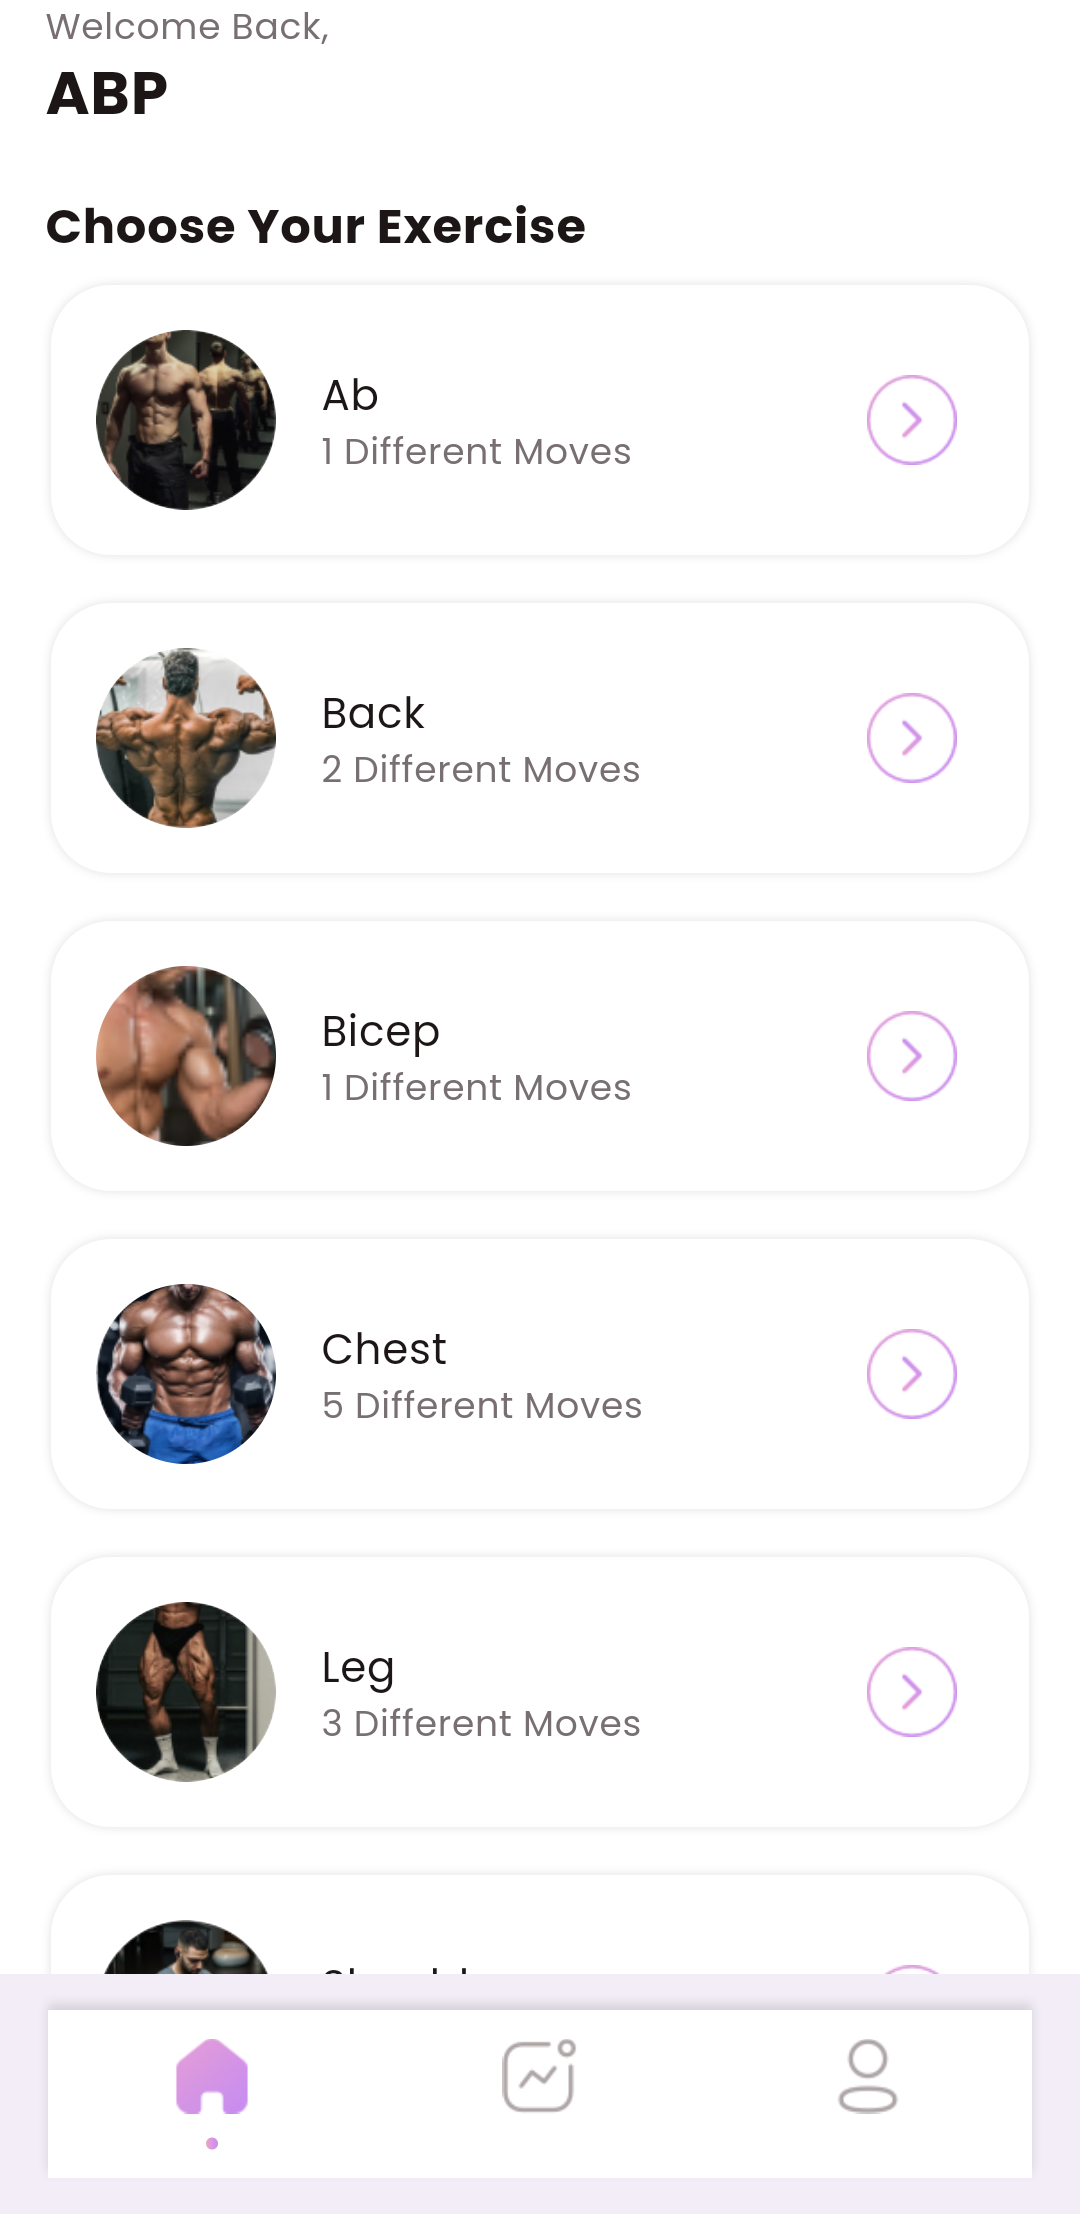 Welcome Back,
ABP
Choose Your Exercise
Ab
1 Different Moves
Back
2 Different Moves
Bicep
1 Different Moves
Chest
5 Different Moves
Leg
3 Different Moves